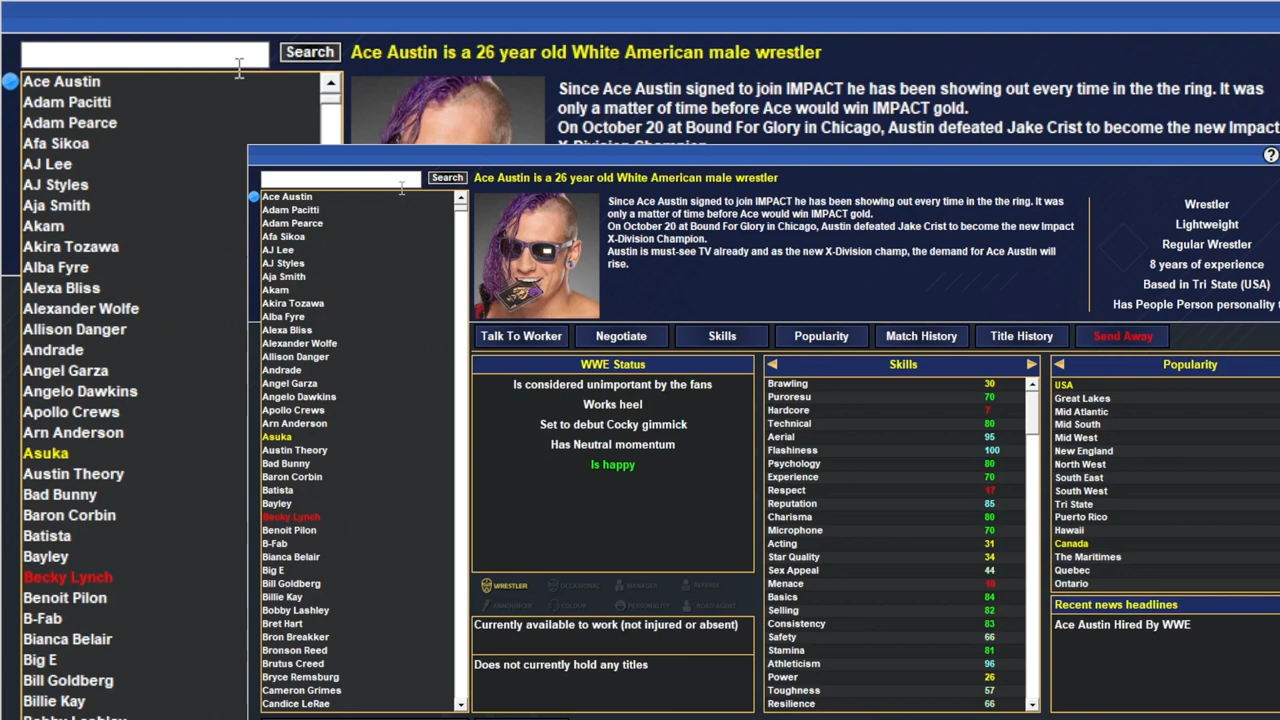 Search
Ace Austin is a 26 year old White American male wrestler
Ace Austin
Adam Pacitti
Adam Pearce
Afa Sikoa
AJ Lee
AJ Styles
Aja Smith
Akam
Akira Tozawa
Alba Fyre
Alexa Bliss
Alexander Wolfe
Allison Danger
Andrade
Angel Garza
Angelo Dawkins
Apollo Crews
Arn Anderson
Asuka
Austin Theory
Bad Bunny
Baron Corbin
Batista
Bayley
Becky Lynch
Benoit Pilon
B-Fab
Bianca Belair
Big E
Bill Goldberg
Billie Kay
Bobby Lashley
Since Ace Austin signed to join IMPACT he has been showing out every time in the the ring. It was
only a matter of time before Ace would win IMPACT gold.
On October 20 at Bound For Glory in Chicago, Austin defeated Jake Crist to become the new Impact
X-Division Champion.
?
Search
Ace Austin is a 26 year old White American male wrestler
Ace Austin
Adam Pacitti
Adam Pearce
Afa Sikoa
AJ Lee
AJ Styles
Aja Smith
Akam
Akira Tozawa
Alba Fyre
Alexa Bliss
Alexander Wolfe
Allison Danger
Andrade
Angel Garza
Angelo Dawkins
Apollo Crews
Arn Anderson
Asuka
Austin Theory
Bad Bunny
Baron Corbin
Batista
Bayley
Becky Lynch
Benoit Pilon
B-Fab
Bianca Belair
Big E
Bill Goldberg
Billie Kay
Bobby Lashley
Bret Hart
Bron Breakker
Bronson Reed
Brutus Creed
Bryce Remsburg
Cameron Grimes
Candice LeRae
Since Ace Austin signed to join IMPACT he has been showing out every time in the the ring. It was
only a matter of time before Ace would win IMPACT gold.
On October 20 at Bound For Glory in Chicago, Austin defeated Jake Crist to become the new Impact
X-Division Champion.
Austin is must-see TV already and as the new X-Division champ, the demand for Ace Austin will
rise.
Wrestler
Lightweight
Regular Wrestler
8 years of experience
Based in Tri State (USA)
Has People Person personality t
Talk To Worker
Negotiate
Skills
Popularity
Match History
Title History
Send Away
WWE Status
Is considered unimportant by the fans
Works heel
Set to debut Cocky gimmick
Has Neutral momentum
Is happy
WRESTLER
OCCASIONAL
MANAGER
REFEREE
ANNOUNCER
COLOUR
PERSONALITY
ROAD AGENT
Currently available to work (not injured or absent)
Does not currently hold any titles
Skills
Brawling 30
Puroresu 70
Hardcore 7
Technical 80
Aerial 95
Flashiness 100
Psychology 80
Experience 70
Respect 17
Reputation 85
Charisma 80
Microphone 70
Acting 31
Star Quality 34
Sex Appeal 44
Menace 18
Basics 84
Selling 82
Consistency 83
Safety 66
Stamina 81
Athleticism 96
Power 26
Toughness 57
Resilience 66
Popularity
USA
Great Lakes
Mid Atlantic
Mid South
Mid West
New England
North West
South East
South West
Tri State
Puerto Rico
Hawaii
Canada
The Maritimes
Quebec
Ontario
Recent news headlines
Ace Austin Hired By WWE